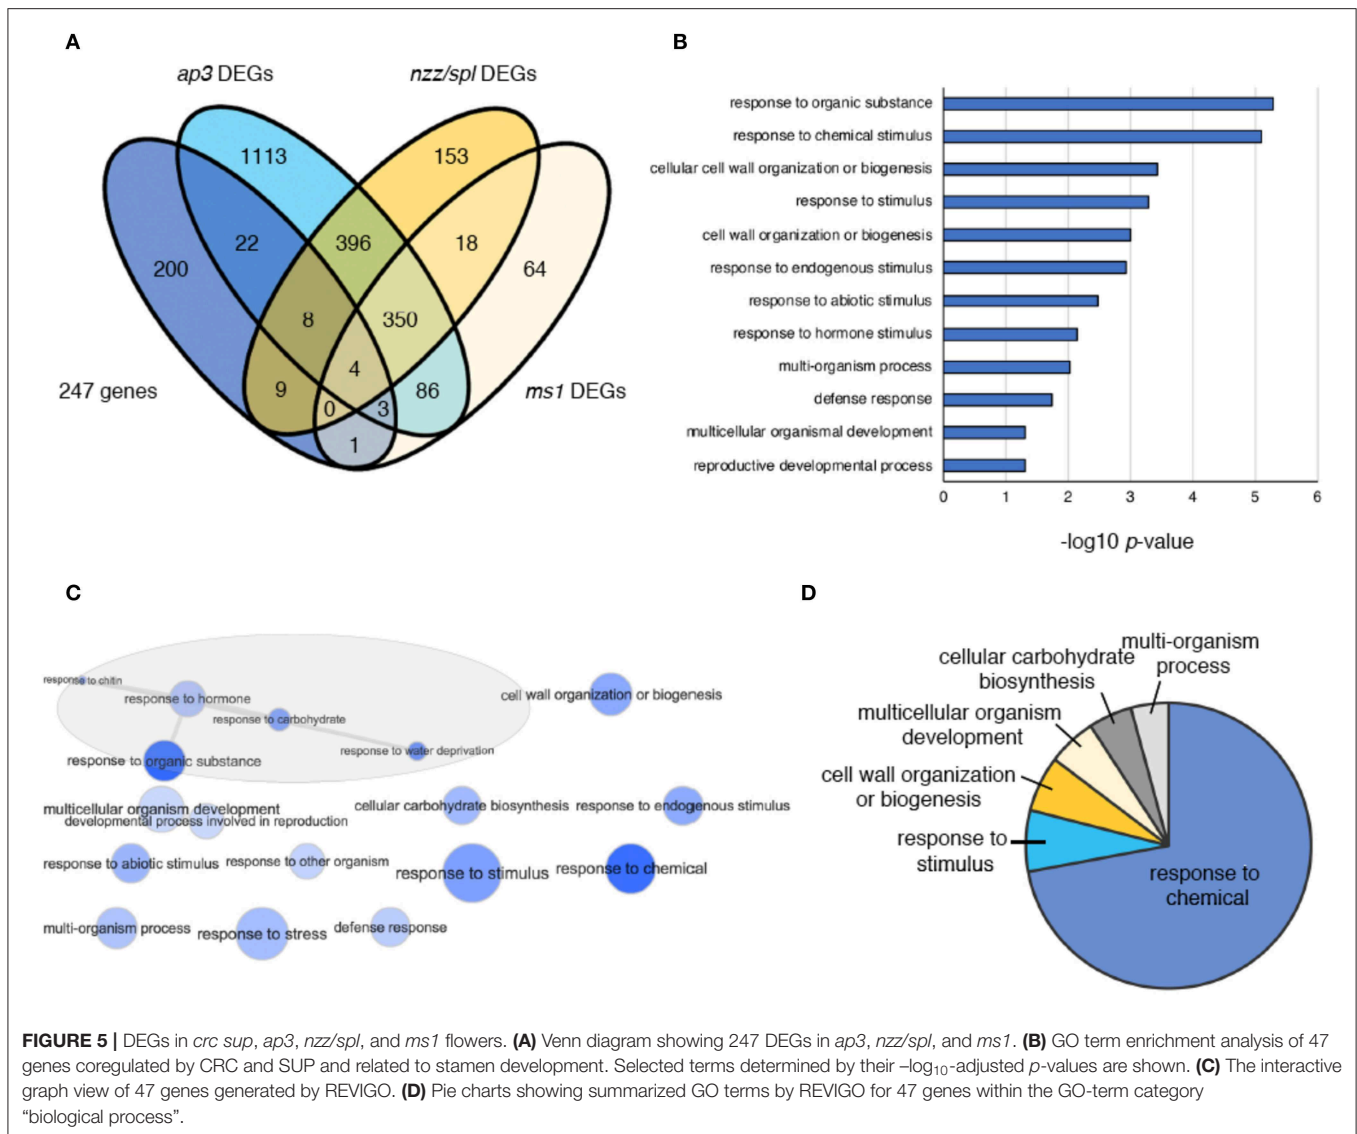 A
ap3 DEGs
nzz/spl DEGs
1113
153
22
396
18
200
64
8
350
4
247 genes
9
0
3
86
ms1 DEGs
1
B
response to organic substance
response to chemical stimulus
cellular cell wall organization or biogenesis
response to stimulus
cell wall organization or biogenesis
response to endogenous stimulus
response to abiotic stimulus
response to hormone stimulus
multi-organism process
defense response
multicellular organismal development
reproductive developmental process
0 1 2 3 4 5 6
-log10 p-value
C
response to chitin
response to hormone
response to carbohydrate
response to water deprivation
response to organic substance
cell wall organization or biogenesis
multicellular organism development
developmental process involved in reproduction
cellular carbohydrate biosynthesis
response to endogenous stimulus
response to abiotic stimulus
response to other organism
response to stimulus
response to chemical
multi-organism process
response to stress
defense response
D
multi-organism
process
cellular carbohydrate
biosynthesis
multicellular organism
development
cell wall organization
or biogenesis
response to
stimulus
response to
chemical
FIGURE 5 | DEGs in crc sup, ap3, nzz/spl, and ms1 flowers. (A) Venn diagram showing 247 DEGs in ap3, nzz/spl, and ms1. (B) GO term enrichment analysis of 47
genes coregulated by CRC and SUP and related to stamen development. Selected terms determined by their –log10-adjusted p-values are shown. (C) The interactive
graph view of 47 genes generated by REVIGO. (D) Pie charts showing summarized GO terms by REVIGO for 47 genes within the GO-term category
“biological process”.